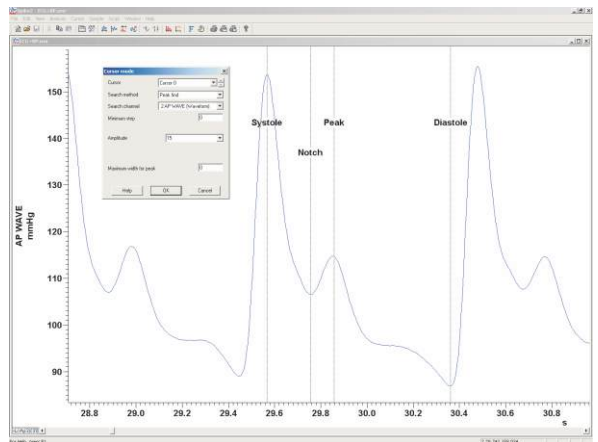 Cursor mode
Cursor
Cursor 0
Search method
Peak find
Search channel
2 AP WAVE (Waveform)
Minimum step
0
Amplitude
15
Maximum width for peak
0
Help OK Cancel
Systole
Peak
Diastole
Notch
AP WAVE
mmHg
150
140
130
120
110
100
90
28.8 29.0 29.2 29.4 29.6 29.8 30.0 30.2 30.4 30.6 30.8
s